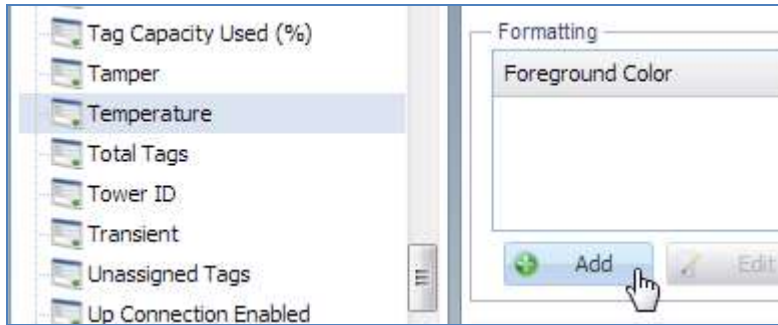 Tag Capacity Used (%)
Tamper
Temperature
Total Tags
Tower ID
Transient
Unassigned Tags
Up Connection Enabled
Formatting
Foreground Color
Add
Edit